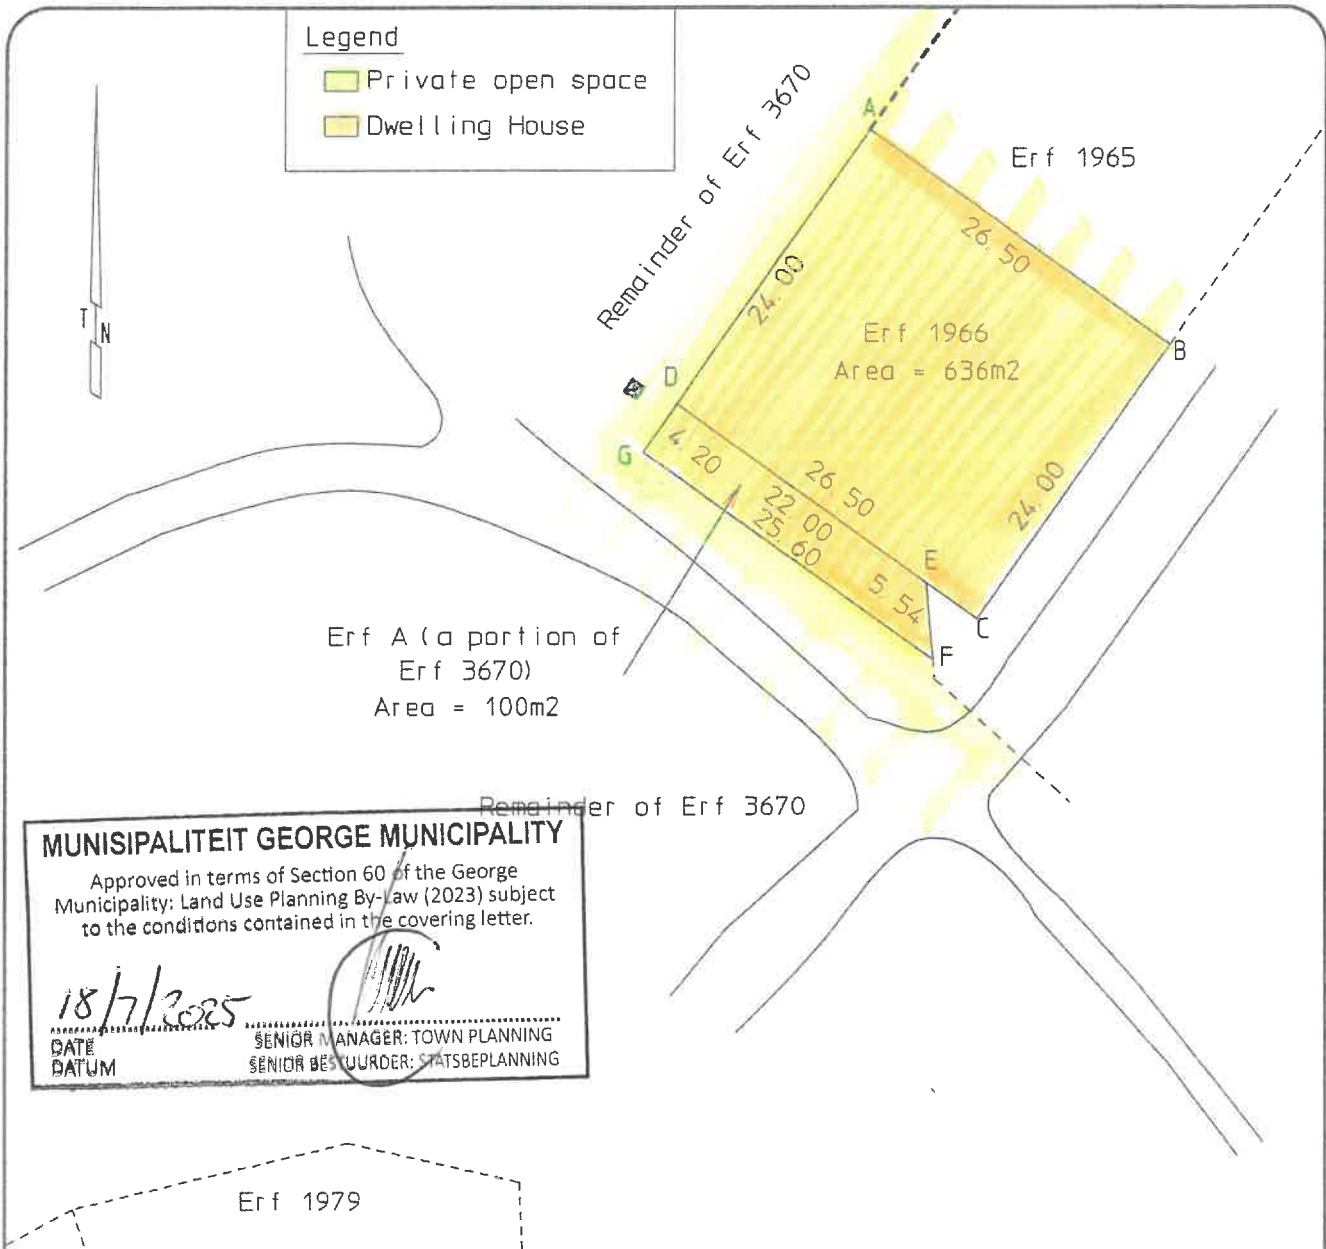 Legend
Private open space
Dwelling House
Remainder of Erf 3670
A
Erf 1965
26.50
24.00
T N
Erf 1966
Area = 636m2
B
D
G
4.20
26.50
22.00
25.60
24.00
E
5.54
C
F
Erf A (a portion of
Erf 3670)
Area = 100m2
Remainder of Erf 3670
MUNISIPALITEIT GEORGE MUNICIPALITY
Approved in terms of Section 60 of the George
Municipality: Land Use Planning By-Law (2023) subject
to the conditions contained in the covering letter.
18/7/2025
DATE
DATUM
SENIOR MANAGER: TOWN PLANNING
SENIOR BESTUURDER: STATSBEPLANNING
Erf 1979